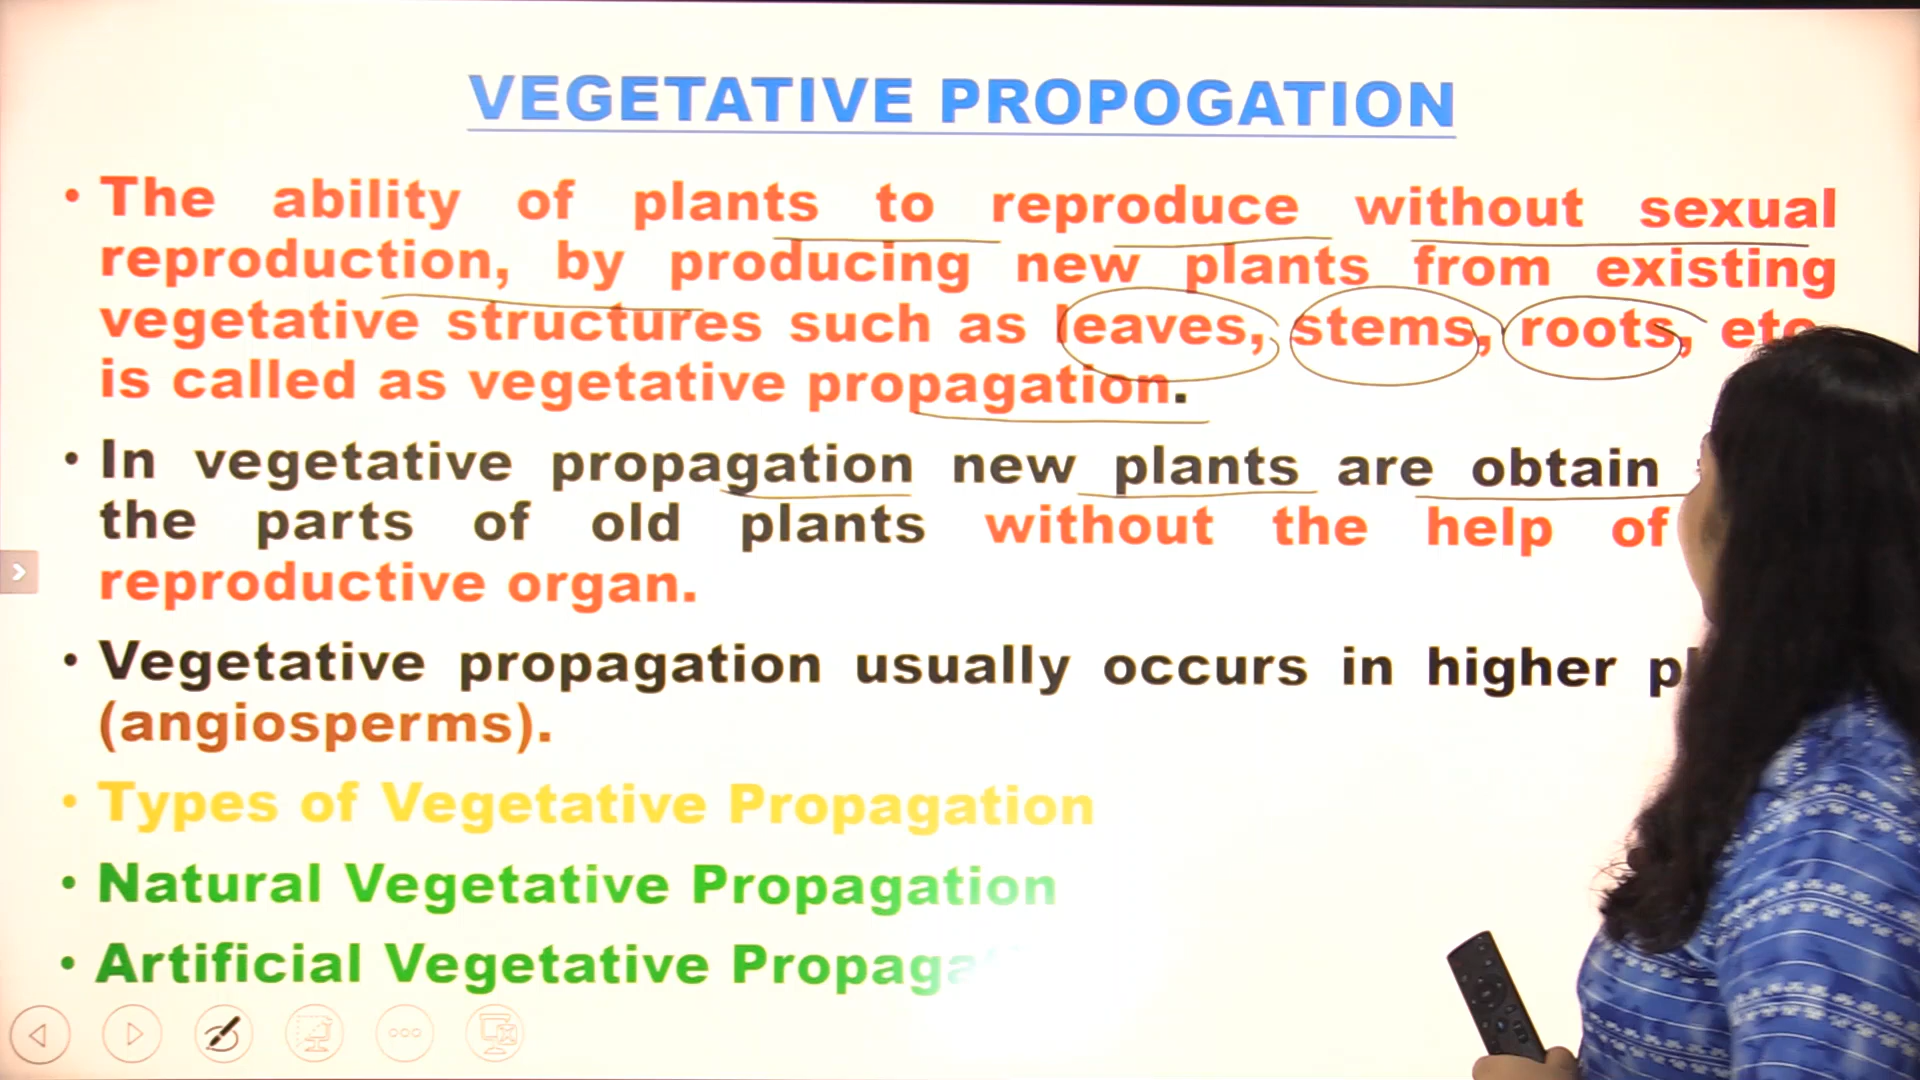 VEGETATIVE PROPOGATION
• The ability of plants to reproduce without sexual
reproduction, by producing new plants from existing
vegetative structures such as leaves, stems, roots, etc
is called as vegetative propagation.
• In vegetative propagation new plants are obtain
the parts of old plants without the help of
reproductive organ.
• Vegetative propagation usually occurs in higher
(angiosperms).
• Types of Vegetative Propagation
• Natural Vegetative Propagation
• Artificial Vegetative